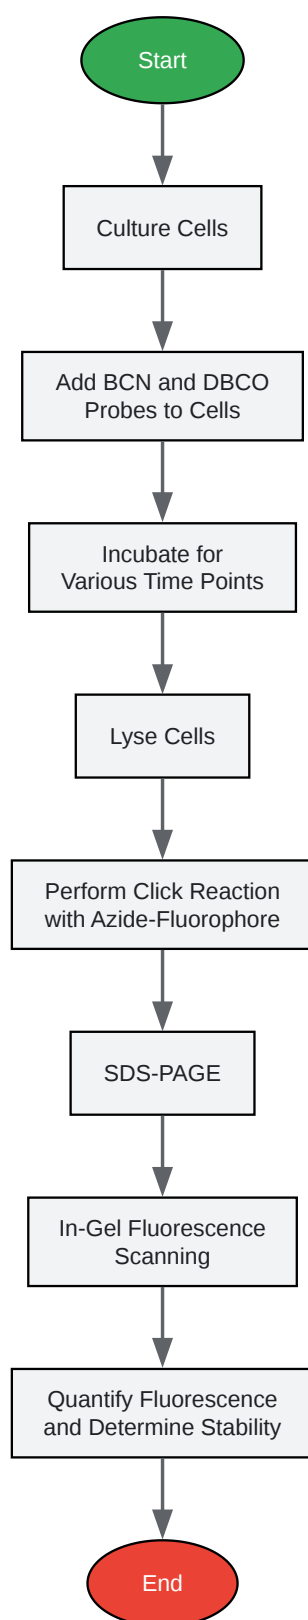 Start
Culture Cells
Add BCN and DBCO
Probes to Cells
Incubate for
Various Time Points
Lyse Cells
Perform Click Reaction
with Azide-Fluorophore
SDS-PAGE
In-Gel Fluorescence
Scanning
Quantify Fluorescence
and Determine Stability
End